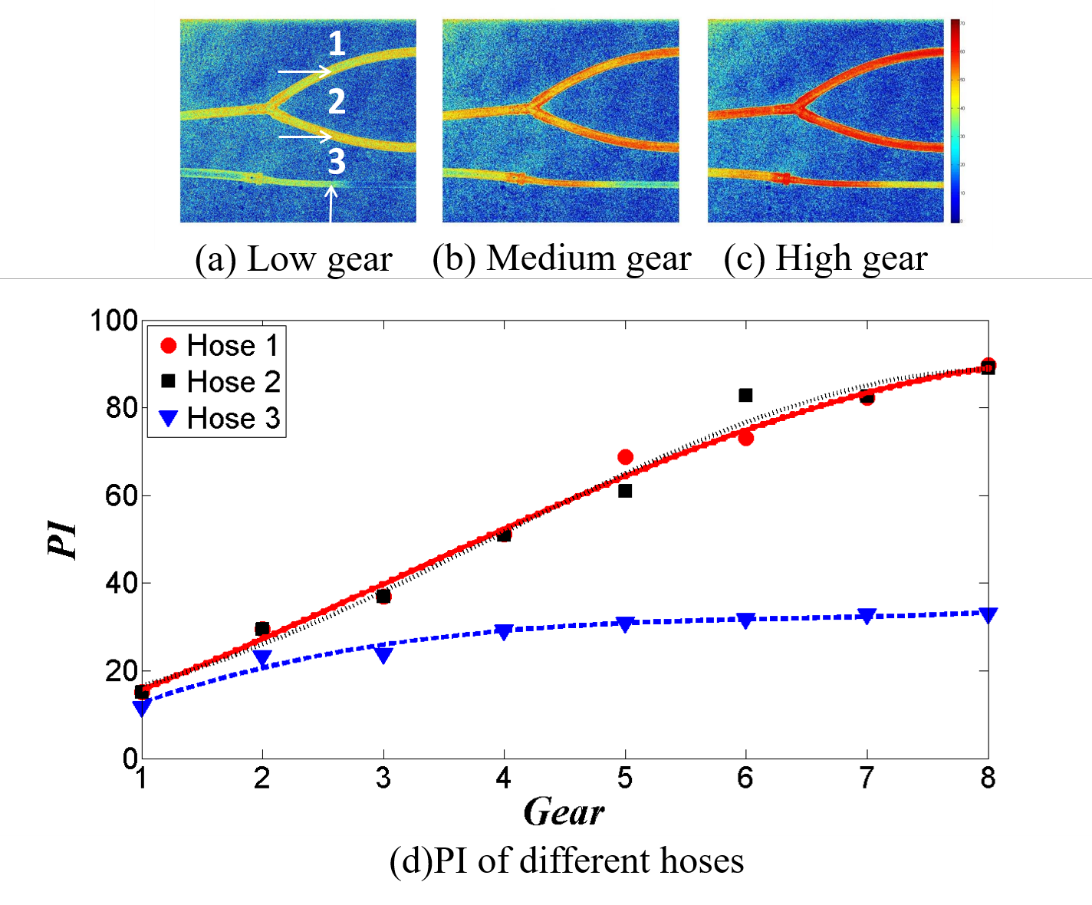 1
2
3
(a) Low gear
(b) Medium gear
(c) High gear
100
80
60
40
20
0
PI
Hose 1
Hose 2
Hose 3
1 2 3 4 5 6 7 8
Gear
(d)PI of different hoses